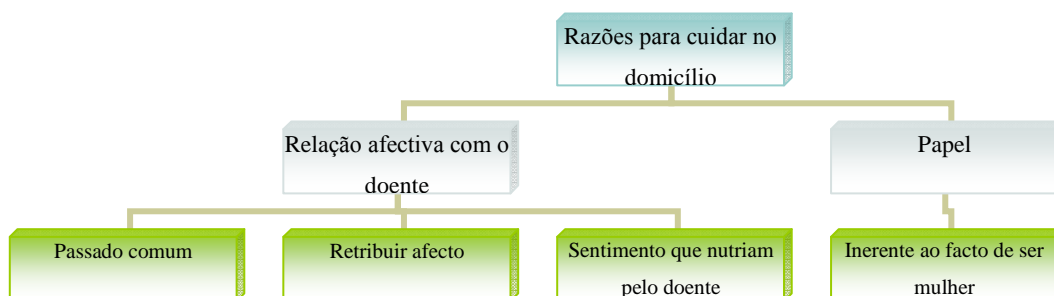 Razões para cuidar no
domicílio
Relação afectiva com o
doente
Papel
Passado comum
Retribuir afecto
Sentimento que nutriam
pelo doente
Inerente ao facto de ser
mulher